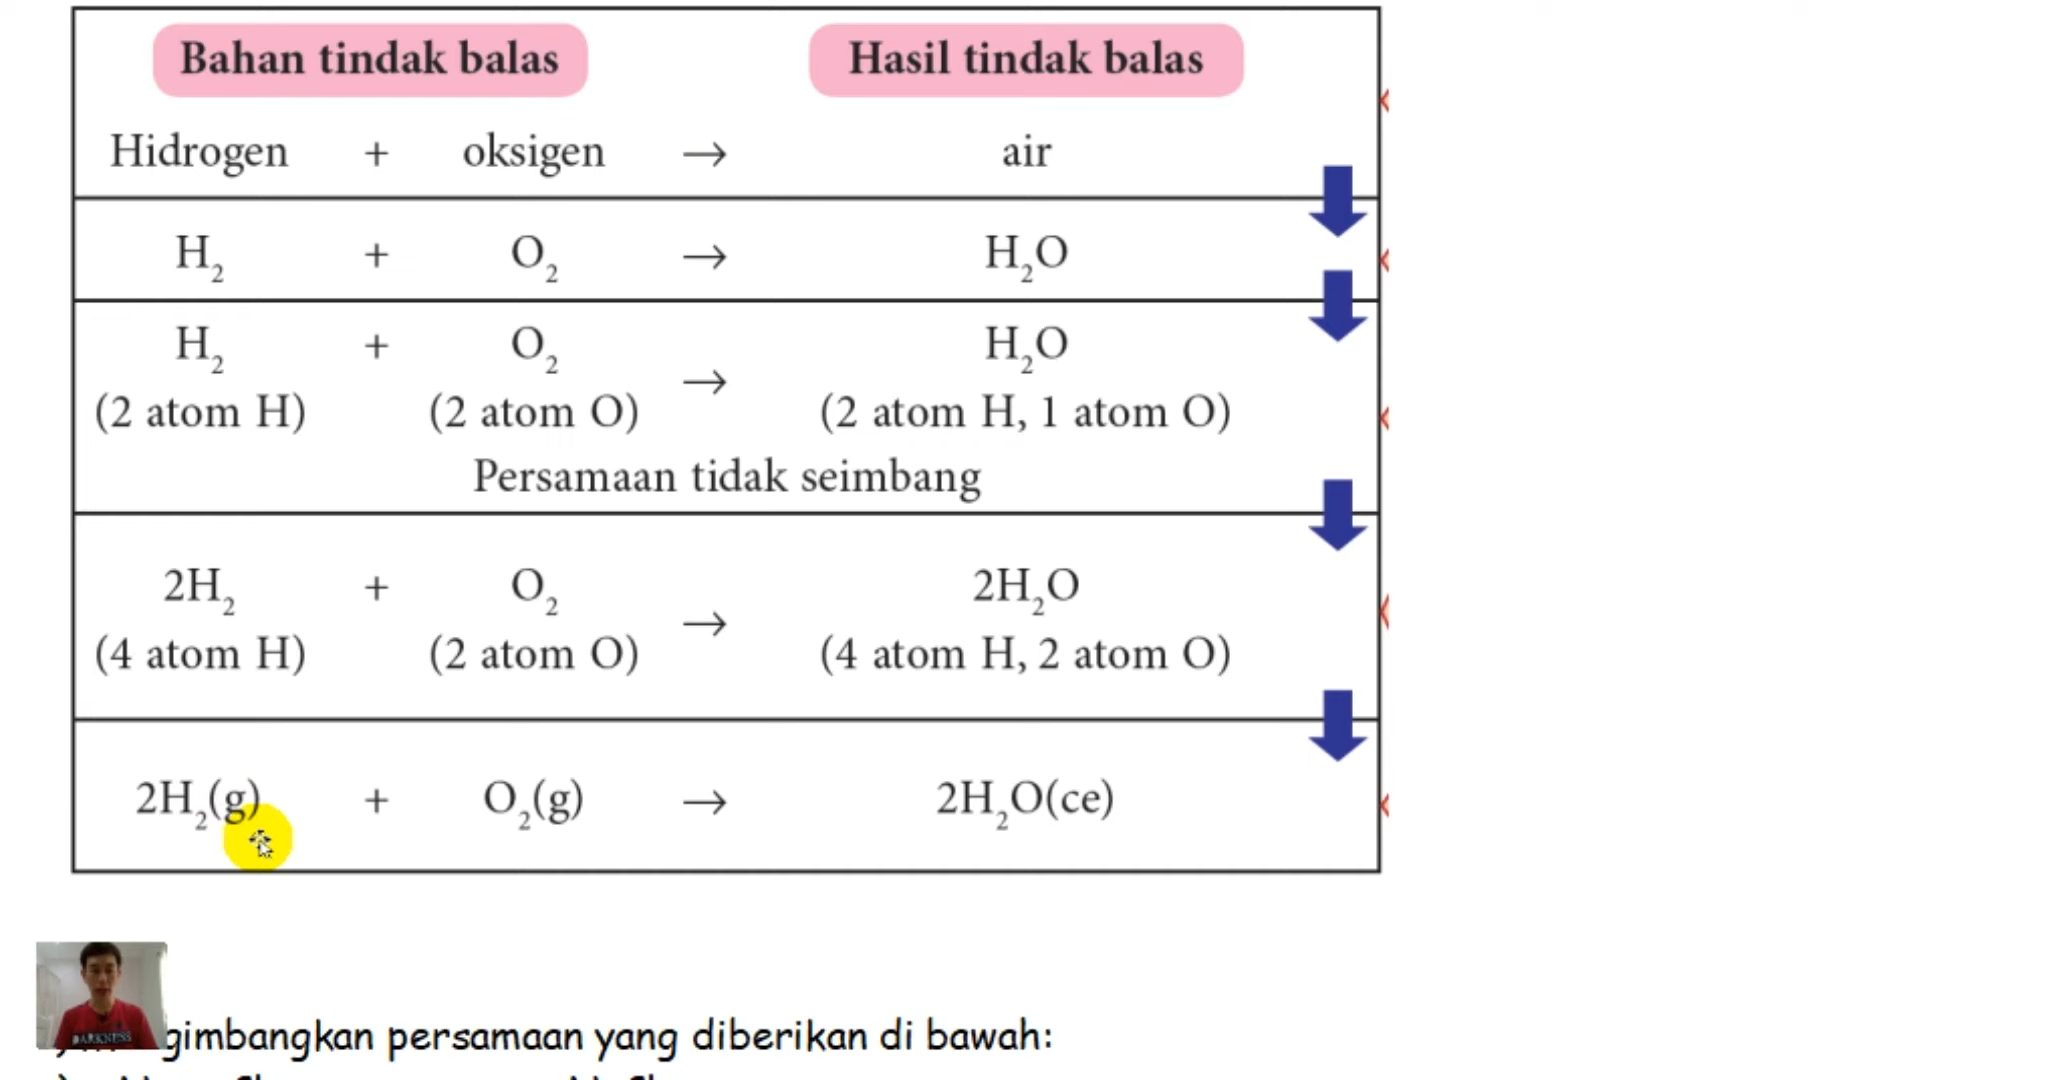 Bahan tindak balas Hasil tindak balas
Hidrogen + oksigen → air
H₂ + O₂ → H₂O
H₂ + O₂ → H₂O
(2 atom H) (2 atom O) (2 atom H, 1 atom O)
Persamaan tidak seimbang
2H₂ + O₂ → 2H₂O
(4 atom H) (2 atom O) (4 atom H, 2 atom O)
2H₂(g) + O₂(g) → 2H₂O(ce)
DARKNESS
gimbangkan persamaan yang diberikan di bawah: